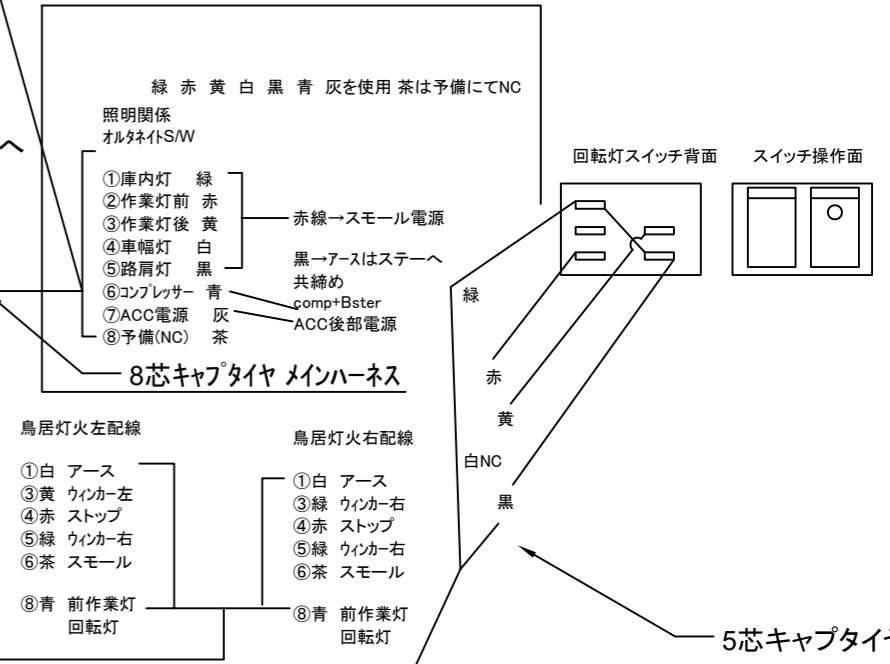 緑 赤 黄 白 黒 青 灰を使用 茶は予備にてNC
照明関係
オルタネイトS/W
へ
①庫内灯 緑
②作業灯前 赤
③作業灯後 黄
④車幅灯 白
⑤路肩灯 黒
⑥コンプレッサー 青
⑦ACC電源 灰
⑧予備(NC) 茶
赤線→スモール電源
黒→アースはステーへ
共締め
comp+Bster
ACC後部電源
8芯キャプタイヤ メインハーネス
回転灯スイッチ背面
スイッチ操作面
緑
赤
黄
白NC
黒
5芯キャプタイヤ
鳥居灯火左配線
①白 アース
③黄 ウィンカー左
④赤 ストップ
⑤緑 ウィンカー右
⑥茶 スモール
⑧青 前作業灯
回転灯
鳥居灯火右配線
①白 アース
③緑 ウィンカー右
④赤 ストップ
⑤緑 ウィンカー右
⑥茶 スモール
⑧青 前作業灯
回転灯